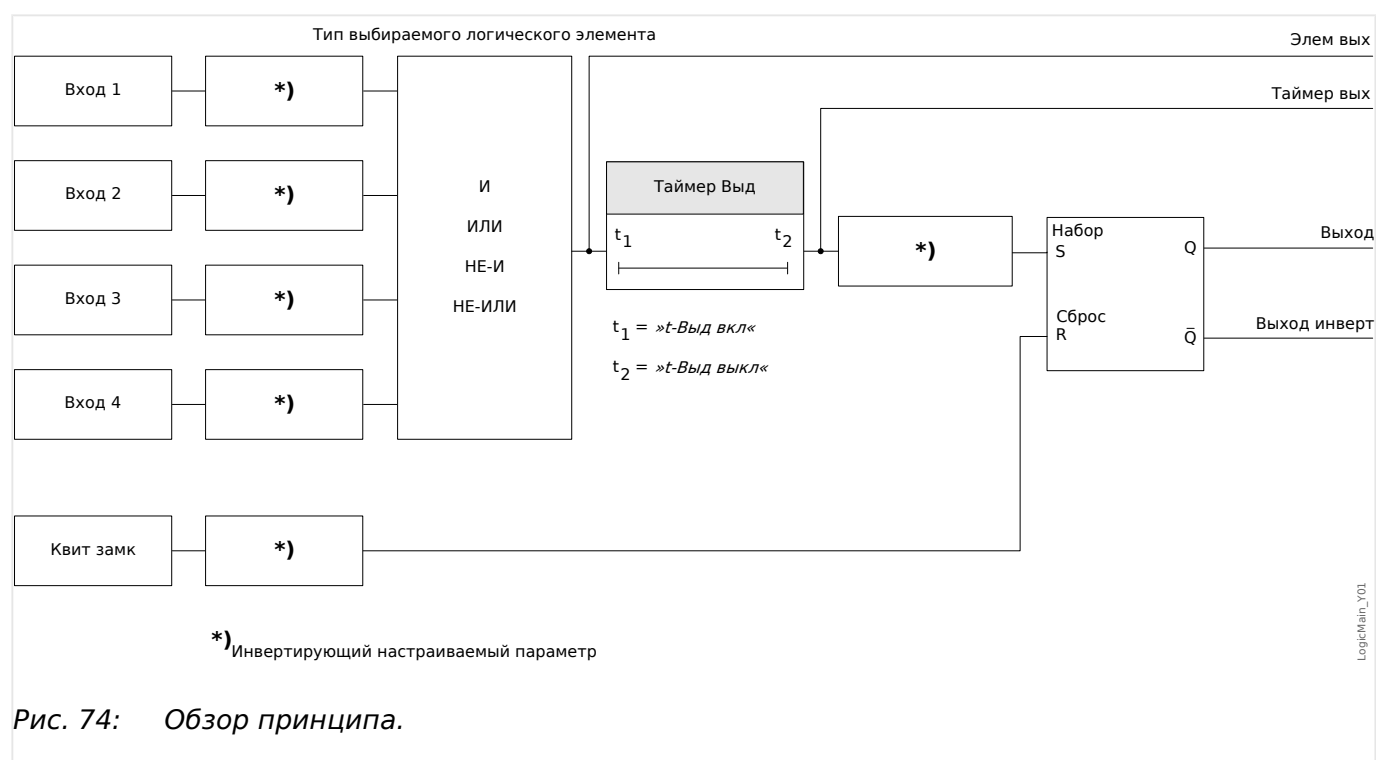 Тип выбираемого логического элемента
Элем вых
Вход 1
*)
Таймер вых
Вход 2
*)
И
Таймер Выд
ИЛИ
t1
t2
*)
Набор
S
Q
Выход
НЕ-И
Вход 3
*)
НЕ-ИЛИ
t1 = »t-Выд вкл«
Сброс
R
Q̅
Выход инверт
t2 = »t-Выд выкл«
Вход 4
*)
Квит замк
*)
*)Инвертирующий настраиваемый параметр
LogicMain_Y01
Рис. 74: Обзор принципа.